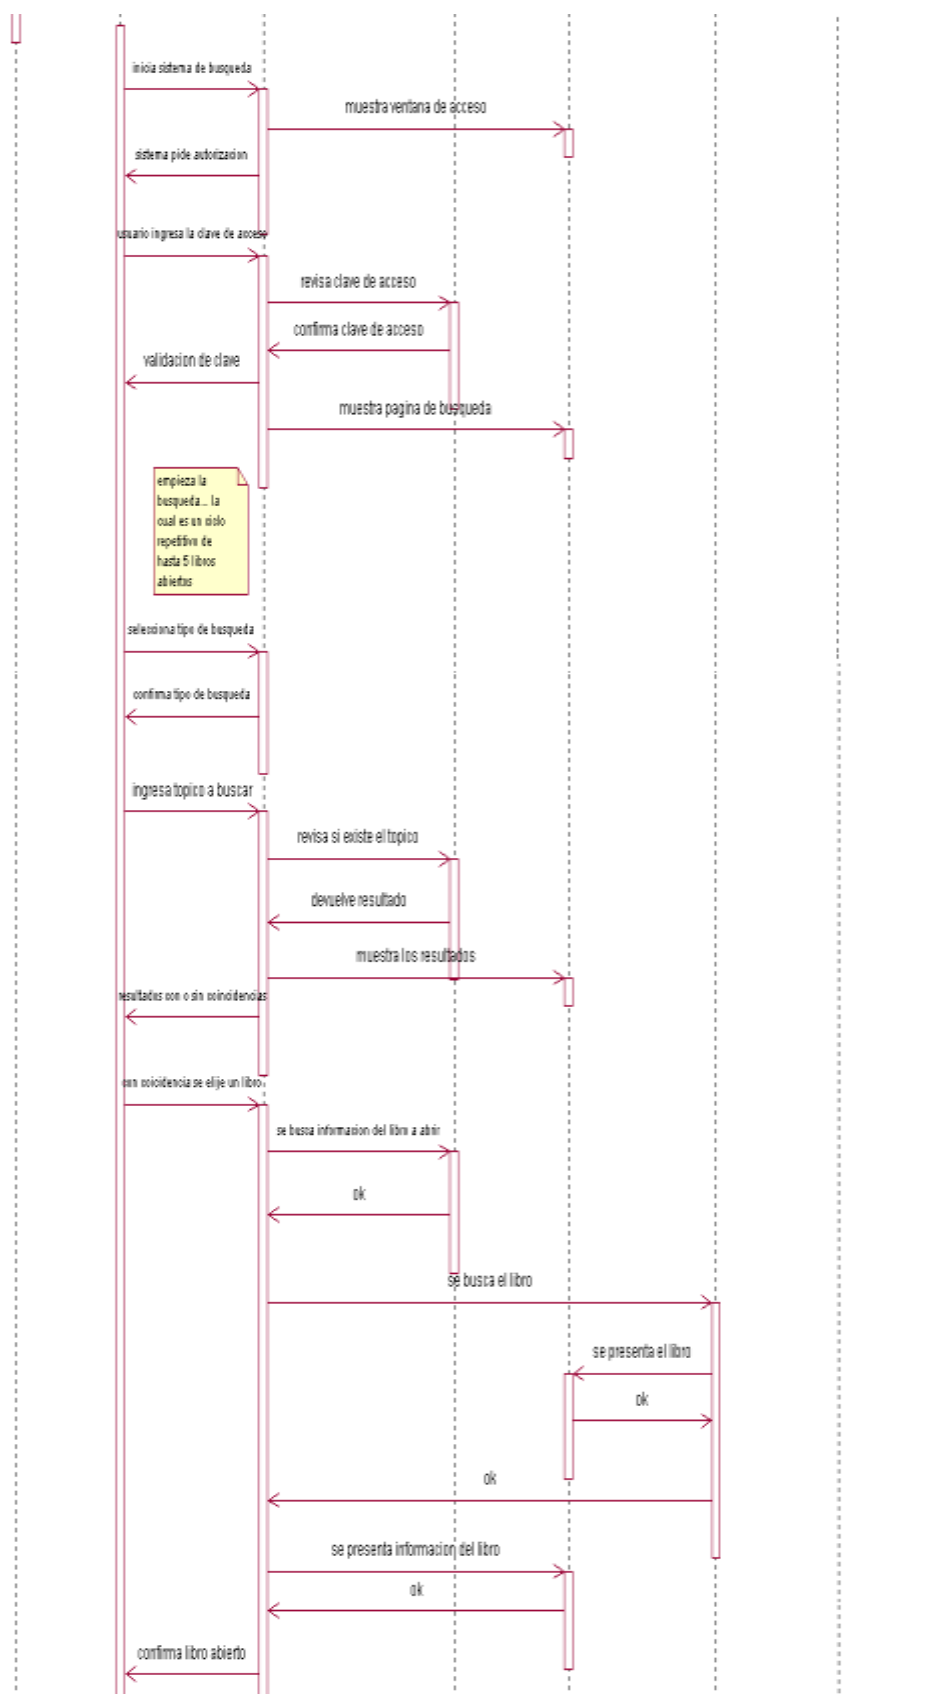 inicia sistema de busqueda
muestra ventana de acceso
sistema pide autorizacion
usuario ingresa la clave de acceso
revisa clave de acceso
confirma clave de acceso
validacion de clave
muestra pagina de busqueda
empieza la
busqueda... la
cual es un ciclo
repetitivo de
hasta 5 libros
abiertos
selecciona tipo de busqueda
confirma tipo de busqueda
ingresa topico a buscar
revisa si existe el topico
devuelve resultado
muestra los resultados
resultados con o sin coincidencias
con coicidencia se elije un libro
se busca informacion del libro a abrir
ok
se busca el libro
se presenta el libro
ok
ok
se presenta informacion del libro
ok
confirma libro abierto